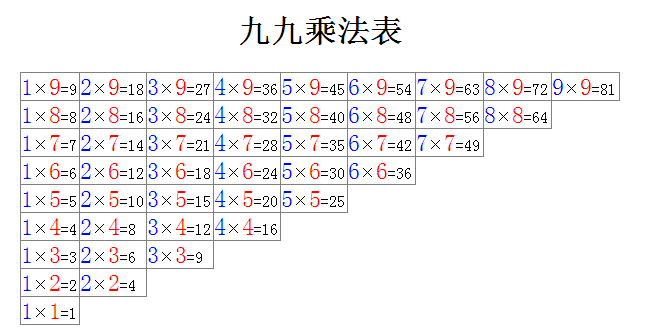 九九乘法表
1×9=9 2×9=18 3×9=27 4×9=36 5×9=45 6×9=54 7×9=63 8×9=72 9×9=81
1×8=8 2×8=16 3×8=24 4×8=32 5×8=40 6×8=48 7×8=56 8×8=64
1×7=7 2×7=14 3×7=21 4×7=28 5×7=35 6×7=42 7×7=49
1×6=6 2×6=12 3×6=18 4×6=24 5×6=30 6×6=36
1×5=5 2×5=10 3×5=15 4×5=20 5×5=25
1×4=4 2×4=8 3×4=12 4×4=16
1×3=3 2×3=6 3×3=9
1×2=2 2×2=4
1×1=1